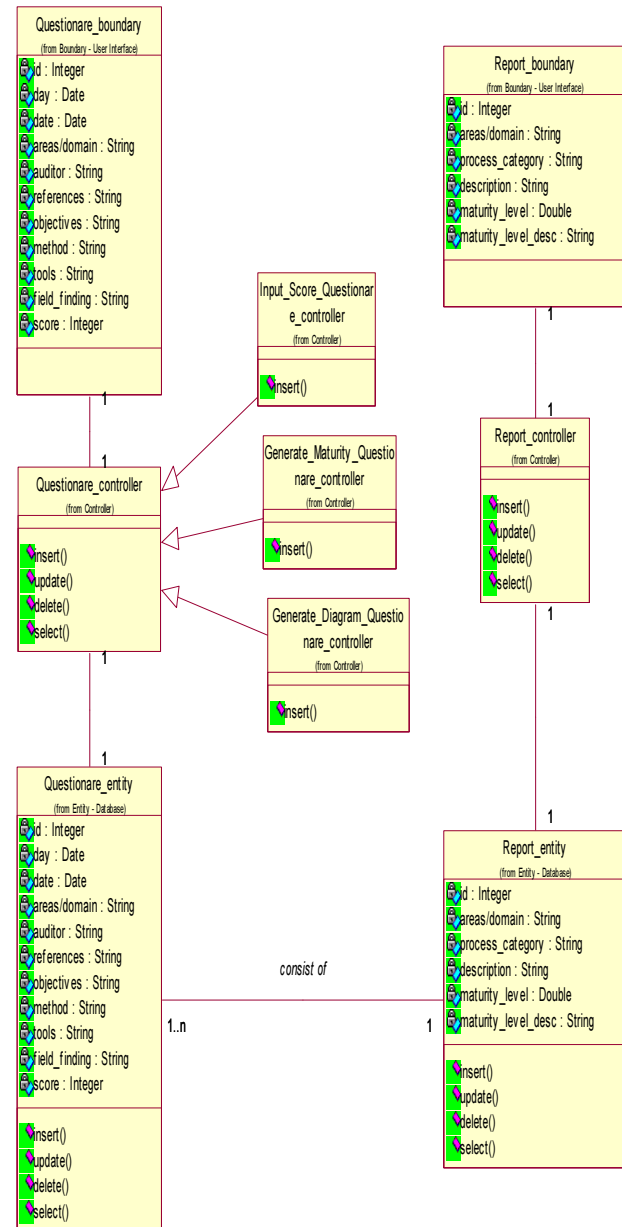 Questionare_boundary
(from Boundary - User Interface)
id : Integer
day : Date
date : Date
areas/domain : String
auditor : String
references : String
objectives : String
method : String
tools : String
field_finding : String
score : Integer
1
1
Questionare_controller
(from Controller)
insert()
update()
delete()
select()
1
1
Input_Score_Questionar
e_controller
(from Controller)
insert()
Generate_Maturity_Questio
nare_controller
(from Controller)
insert()
Generate_Diagram_Questio
nare_controller
(from Controller)
insert()
Questionare_entity
(from Entity - Database)
id : Integer
day : Date
date : Date
areas/domain : String
auditor : String
references : String
objectives : String
method : String
tools : String
field_finding : String
score : Integer
insert()
update()
delete()
select()
consist of
1..n
1
Report_boundary
(from Boundary - User Interface)
id : Integer
areas/domain : String
process_category : String
description : String
maturity_level : Double
maturity_level_desc : String
1
1
Report_controller
(from Controller)
insert()
update()
delete()
select()
1
1
Report_entity
(from Entity - Database)
id : Integer
areas/domain : String
process_category : String
description : String
maturity_level : Double
maturity_level_desc : String
insert()
update()
delete()
select()